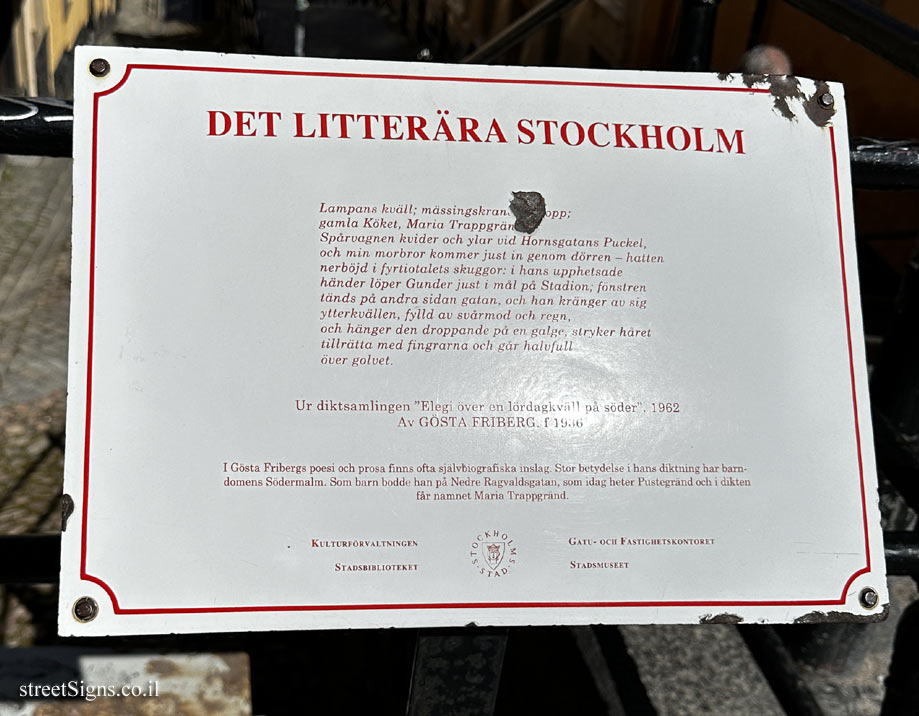 DET LITTERÄRA STOCKHOLM
Lampans kväll; mässingskran opp;
gamla Köket, Maria Trappgrän
Spårvagnen kvider och ylar vid Hornsgatans Puckel,
och min morbror kommer just in genom dörren – hatten
nerböjd i fyrtiotalets skuggor: i hans upphetsade
händer löper Gunder just i mål på Stadion; fönstren
tänds på andra sidan gatan, och han kränger av sig
ytterkvällen, fylld av svårmod och regn,
och hänger den droppande på en galge, stryker håret
tillrätta med fingrarna och går halvfull
över golvet.
Ur diktsamlingen "Elegi över en lördagkväll på söder", 1962
Av GÖSTA FRIBERG, f 1936
I Gösta Fribergs poesi och prosa finns ofta självbiografiska inslag. Stor betydelse i hans diktning har barn-
domens Södermalm. Som barn bodde han på Nedre Ragvaldsgatan, som idag heter Pustegränd och i dikten
får namnet Maria Trappgränd.
KULTURFÖRVALTNINGEN
STADSBIBLIOTEKET
STOCKHOLMS STAD
GATU- OCH FASTIGHETSKONTORET
STADSMUSEET
streetSigns.co.il